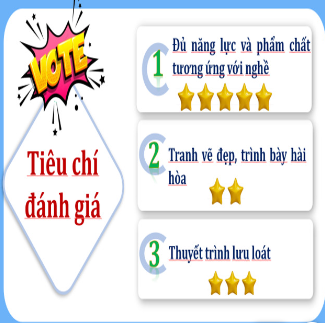 VOTE
Tiêu chí
đánh giá
1
Đủ năng lực và phẩm chất
tương ứng với nghề
2
Tranh vẽ đẹp, trình bày hài
hòa
3
Thuyết trình lưu loát